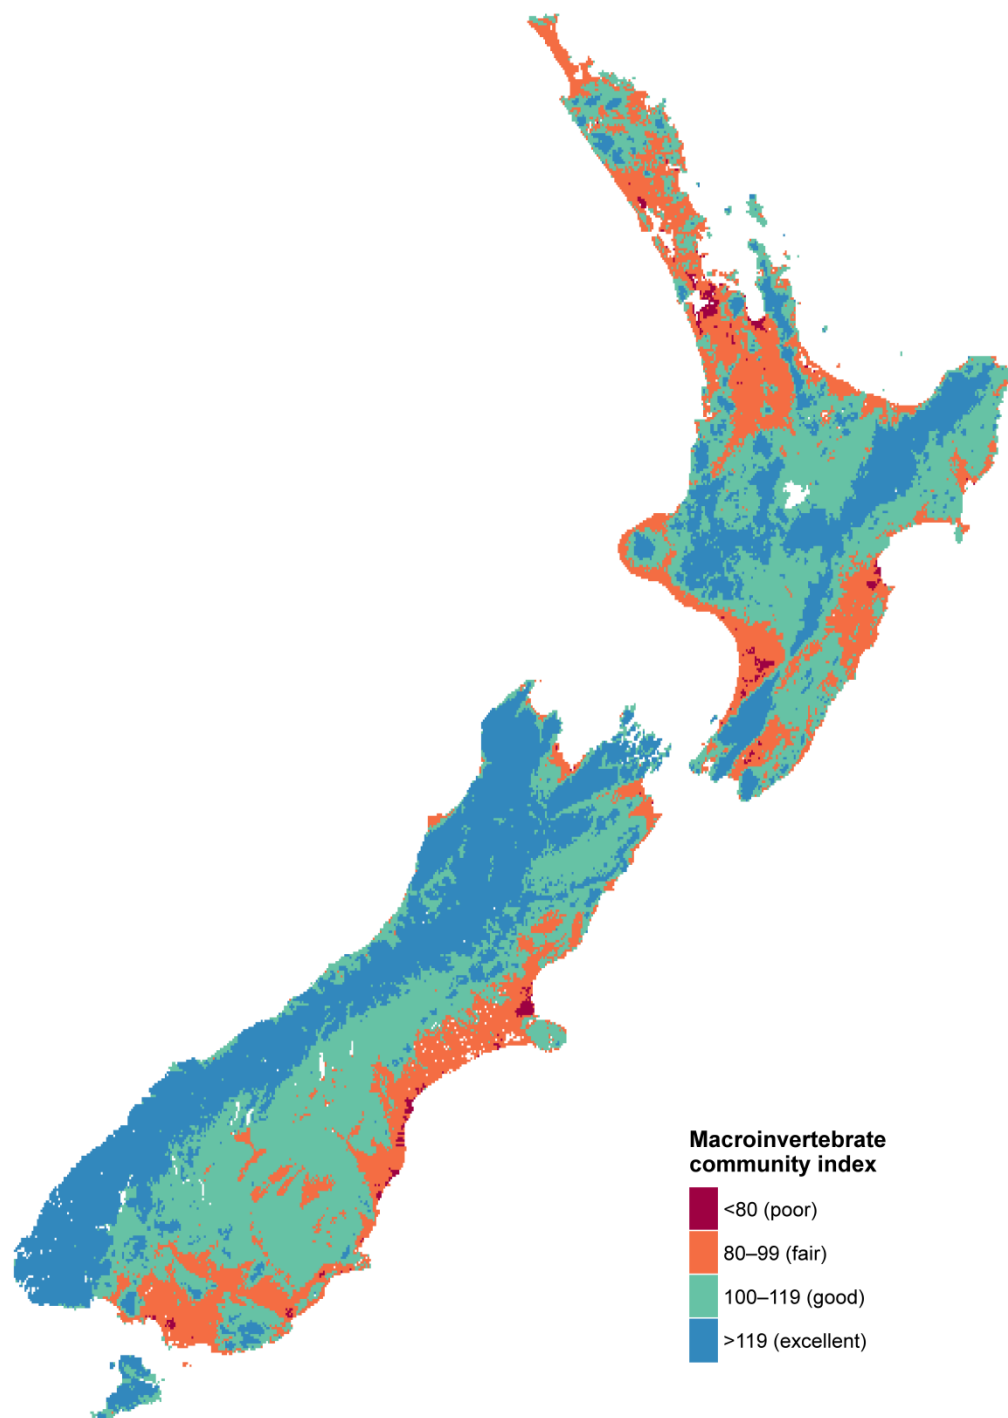 Macroinvertebrate
community index
<80 (poor)
80–99 (fair)
100–119 (good)
>119 (excellent)